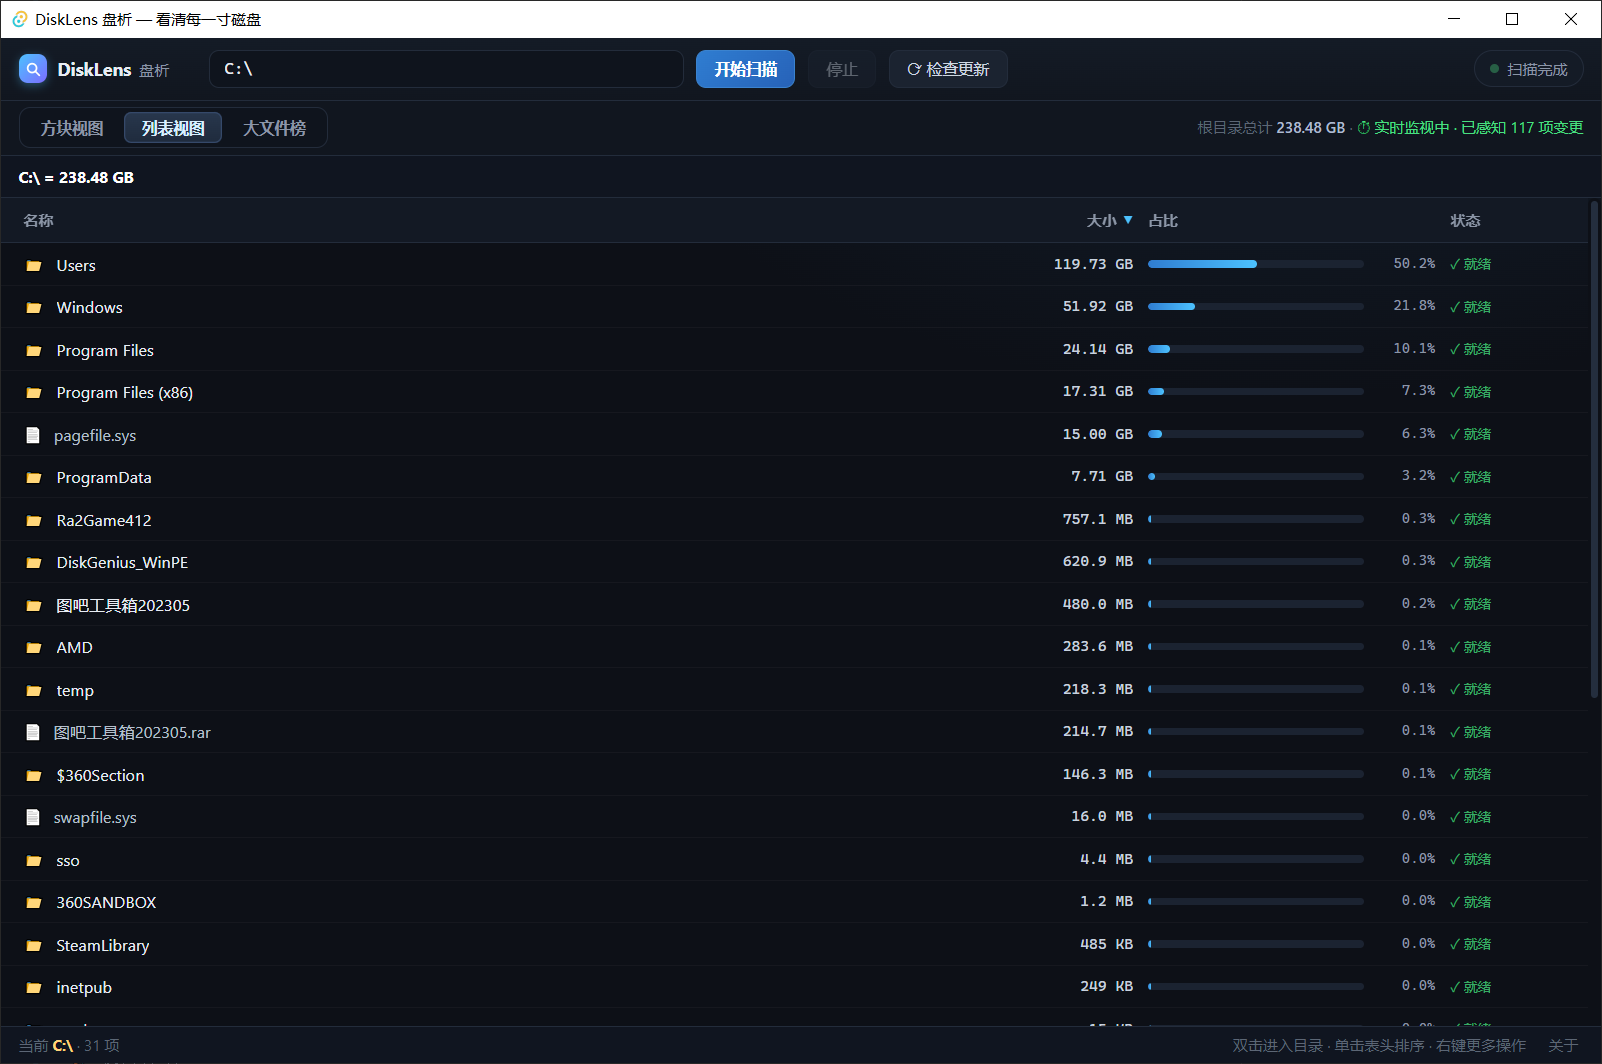 DiskLens 盘析 — 看清每一寸磁盘
DiskLens 盘析 C:\ 开始扫描 停止 检查更新 扫描完成
方块视图 列表视图 大文件榜 根目录总计 238.48 GB · 实时监视中 · 已感知 117 项变更
C:\ = 238.48 GB
名称 大小 ▼ 占比 状态
Users 119.73 GB 50.2% ✓就绪
Windows 51.92 GB 21.8% ✓就绪
Program Files 24.14 GB 10.1% ✓就绪
Program Files (x86) 17.31 GB 7.3% ✓就绪
pagefile.sys 15.00 GB 6.3% ✓就绪
ProgramData 7.71 GB 3.2% ✓就绪
Ra2Game412 757.1 MB 0.3% ✓就绪
DiskGenius_WinPE 620.9 MB 0.3% ✓就绪
图吧工具箱202305 480.0 MB 0.2% ✓就绪
AMD 283.6 MB 0.1% ✓就绪
temp 218.3 MB 0.1% ✓就绪
图吧工具箱202305.rar 214.7 MB 0.1% ✓就绪
$360Section 146.3 MB 0.1% ✓就绪
swapfile.sys 16.0 MB 0.0% ✓就绪
sso 4.4 MB 0.0% ✓就绪
360SANDBOX 1.2 MB 0.0% ✓就绪
SteamLibrary 485 KB 0.0% ✓就绪
inetpub 249 KB 0.0% ✓就绪
当前 C:\ · 31 项 双击进入目录 · 单击表头排序 · 右键更多操作 关于